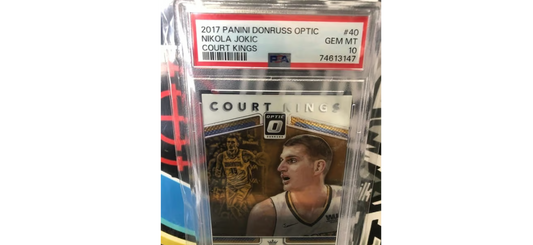 2017 PANINI DONRUSS OPTIC #40
NIKOLA JOKIC GEM MT
COURT KINGS 10
PSA 74613147
COURT KINGS
OPTIC